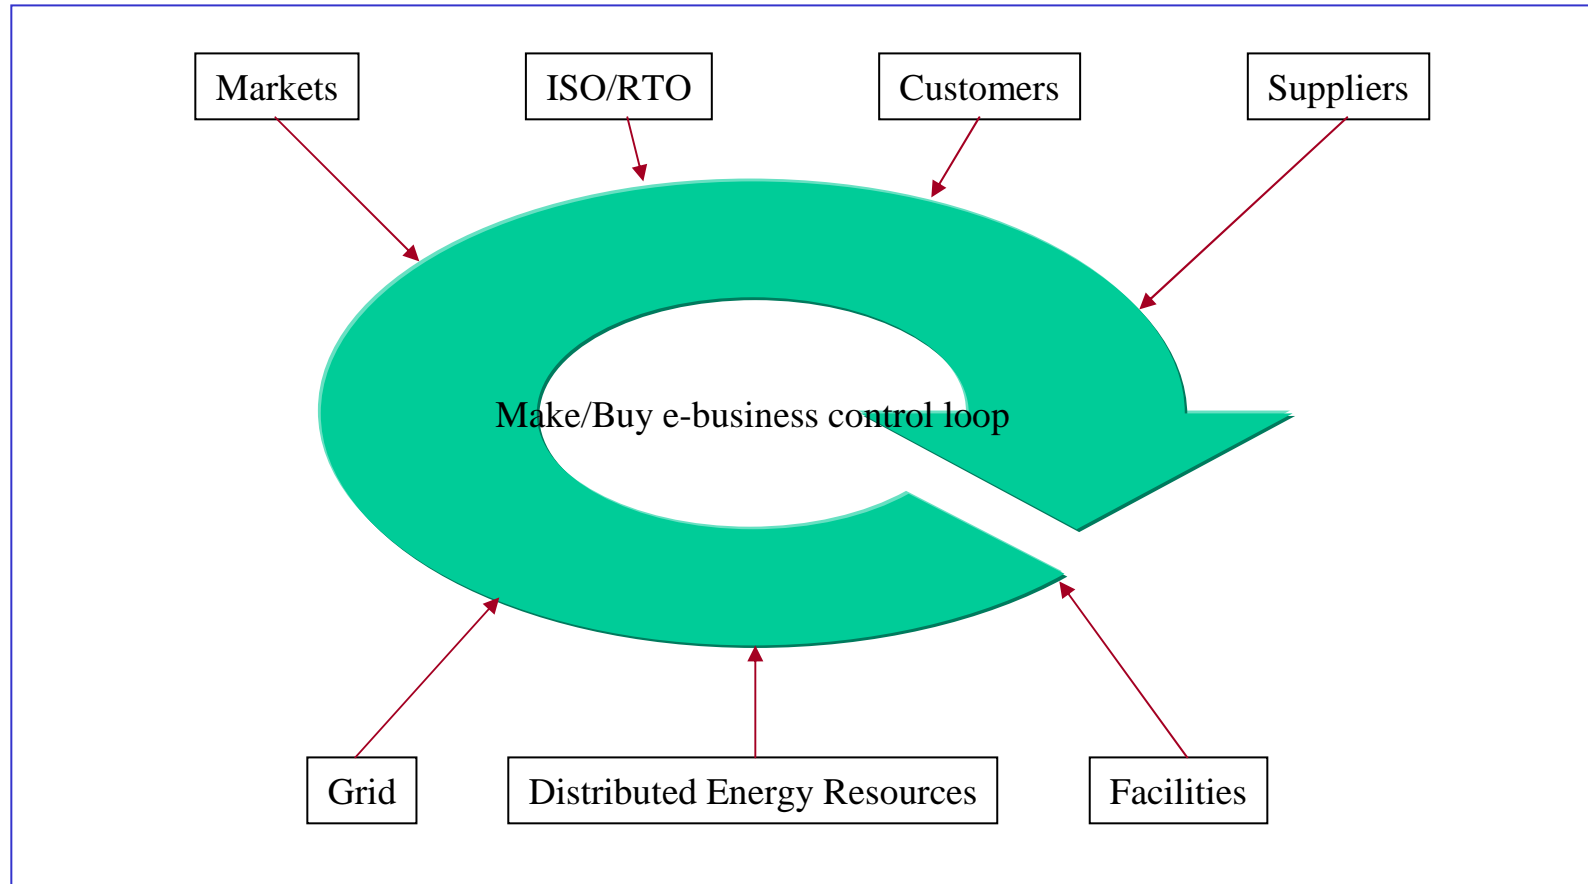 Markets
ISO/RTO
Customers
Suppliers
Make/Buy e-business control loop
Grid
Distributed Energy Resources
Facilities